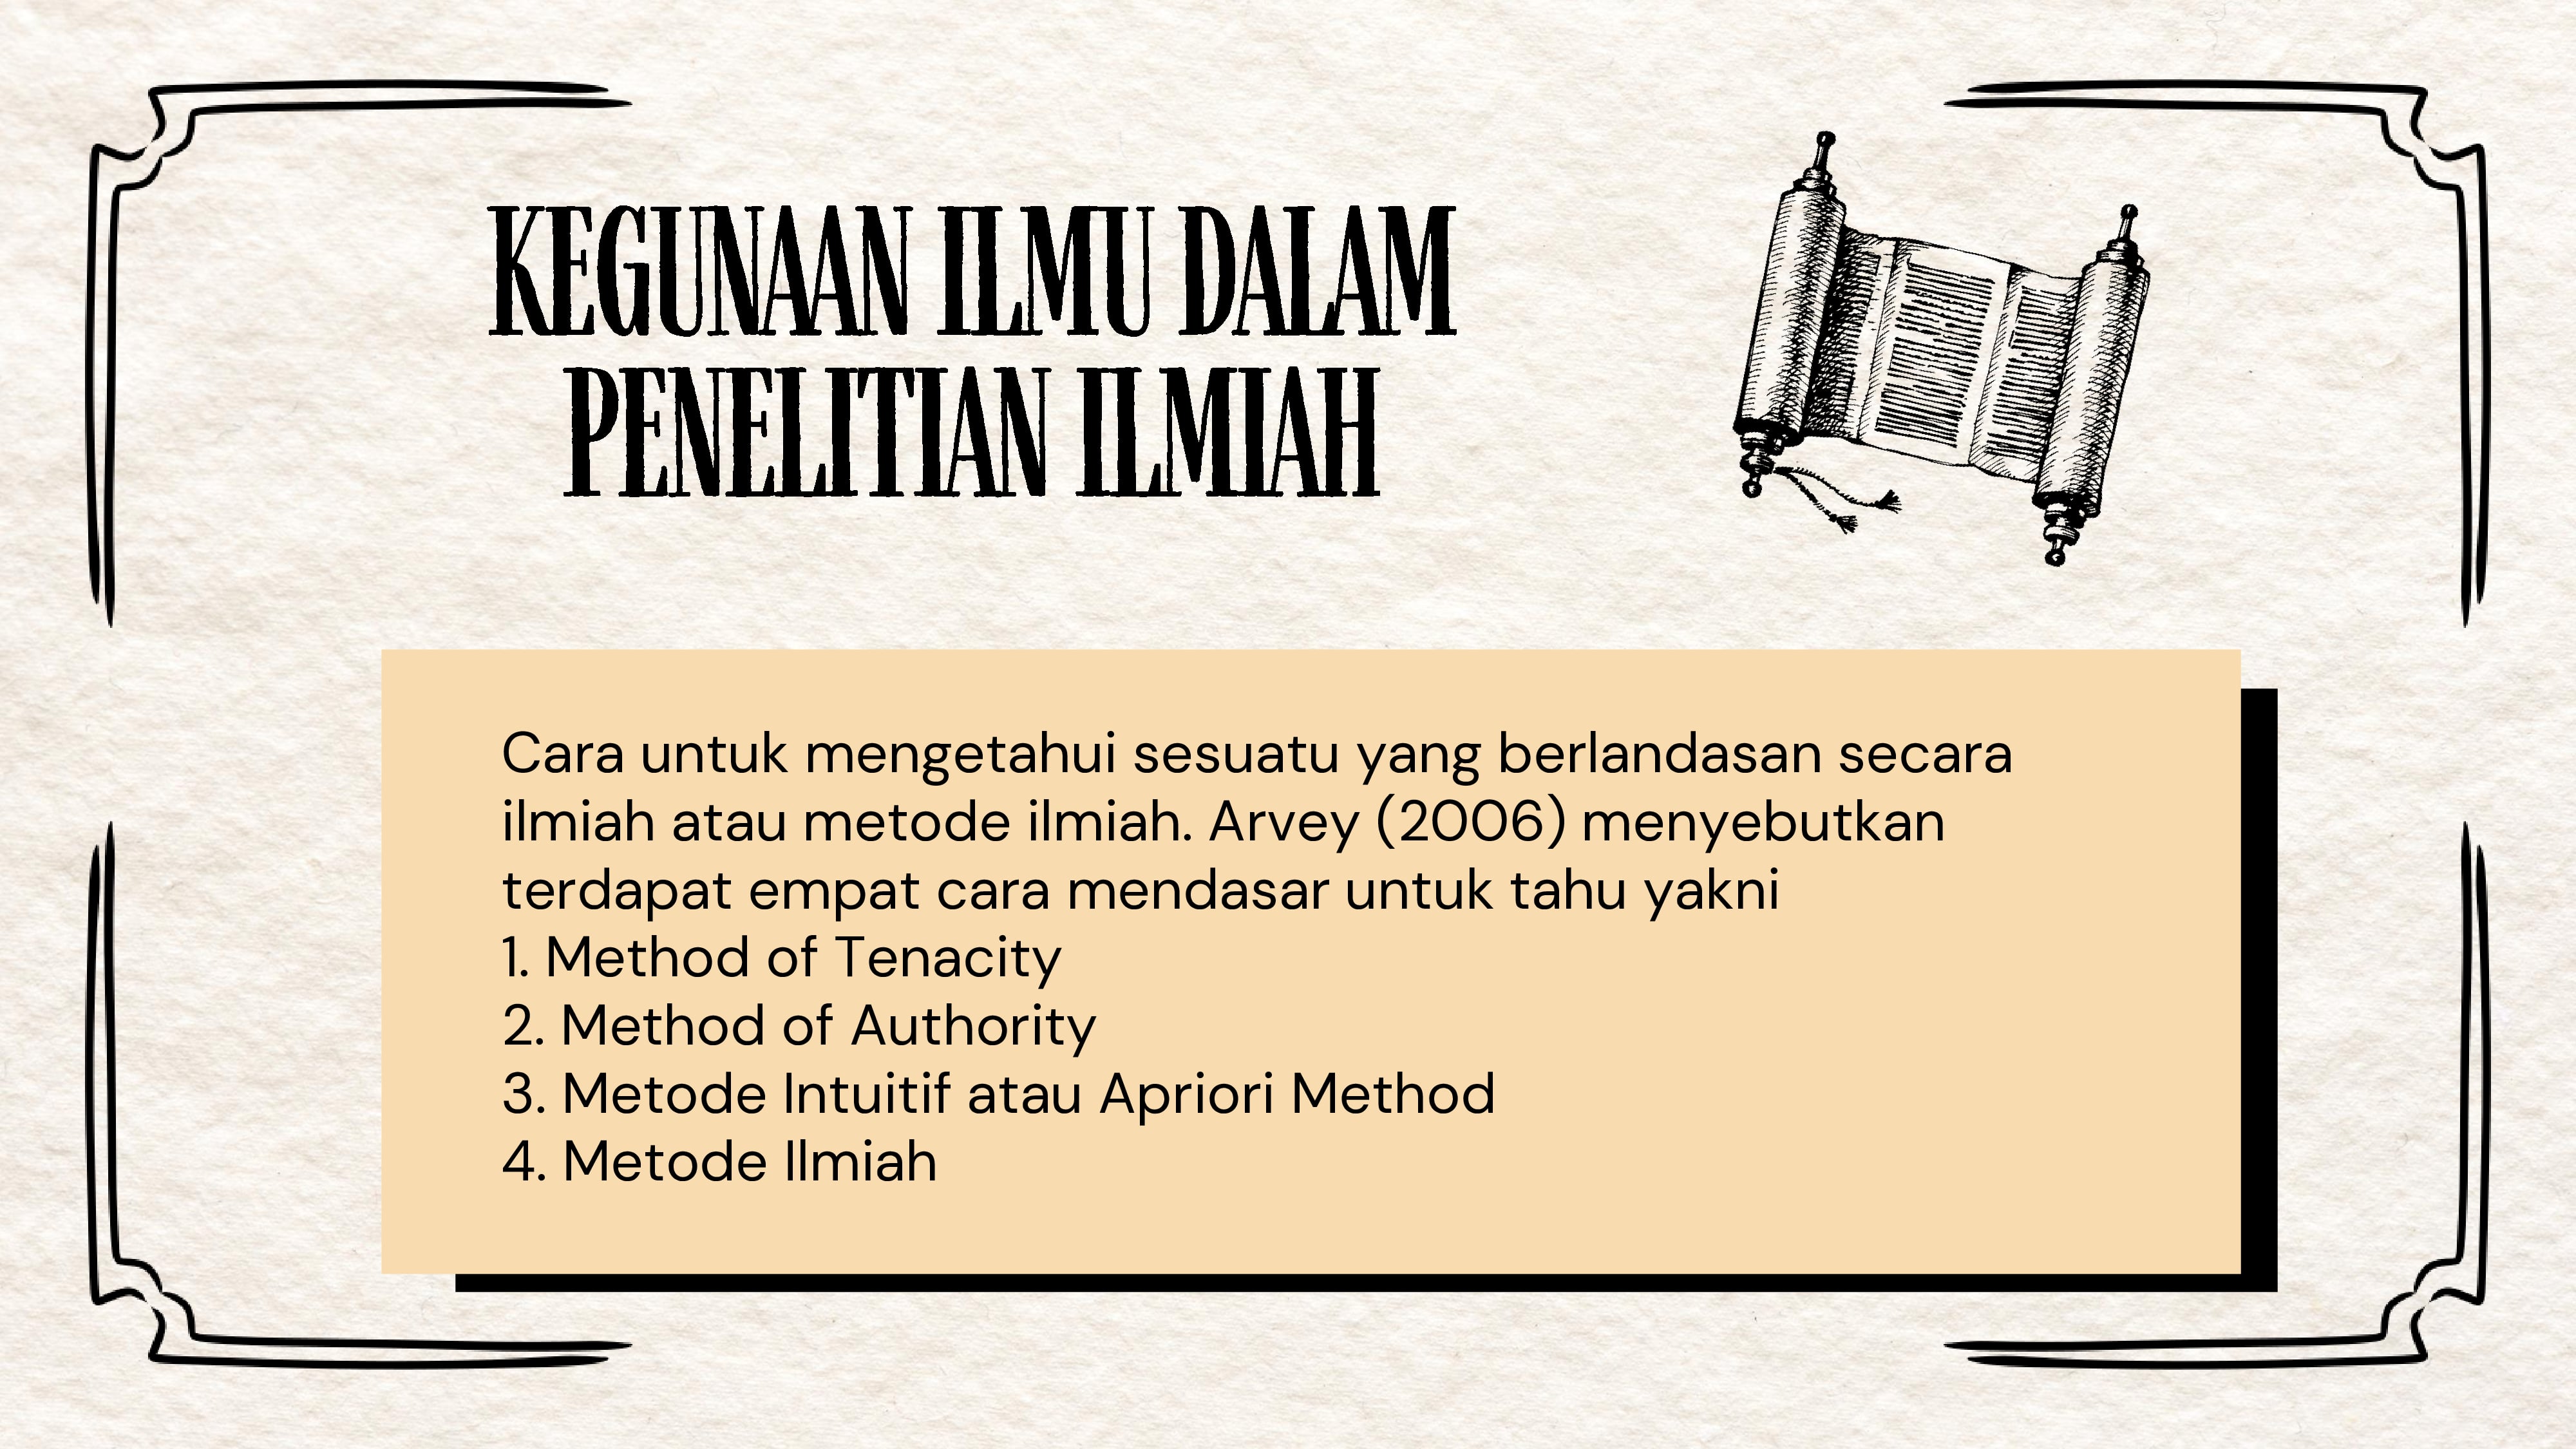 KEGUNAAN ILMU DALAM
PENELITIAN ILMIAH
Cara untuk mengetahui sesuatu yang berlandasan secara
ilmiah atau metode ilmiah. Arvey (2006) menyebutkan
terdapat empat cara mendasar untuk tahu yakni
1. Method of Tenacity
2. Method of Authority
3. Metode Intuitif atau Apriori Method
4. Metode Ilmiah